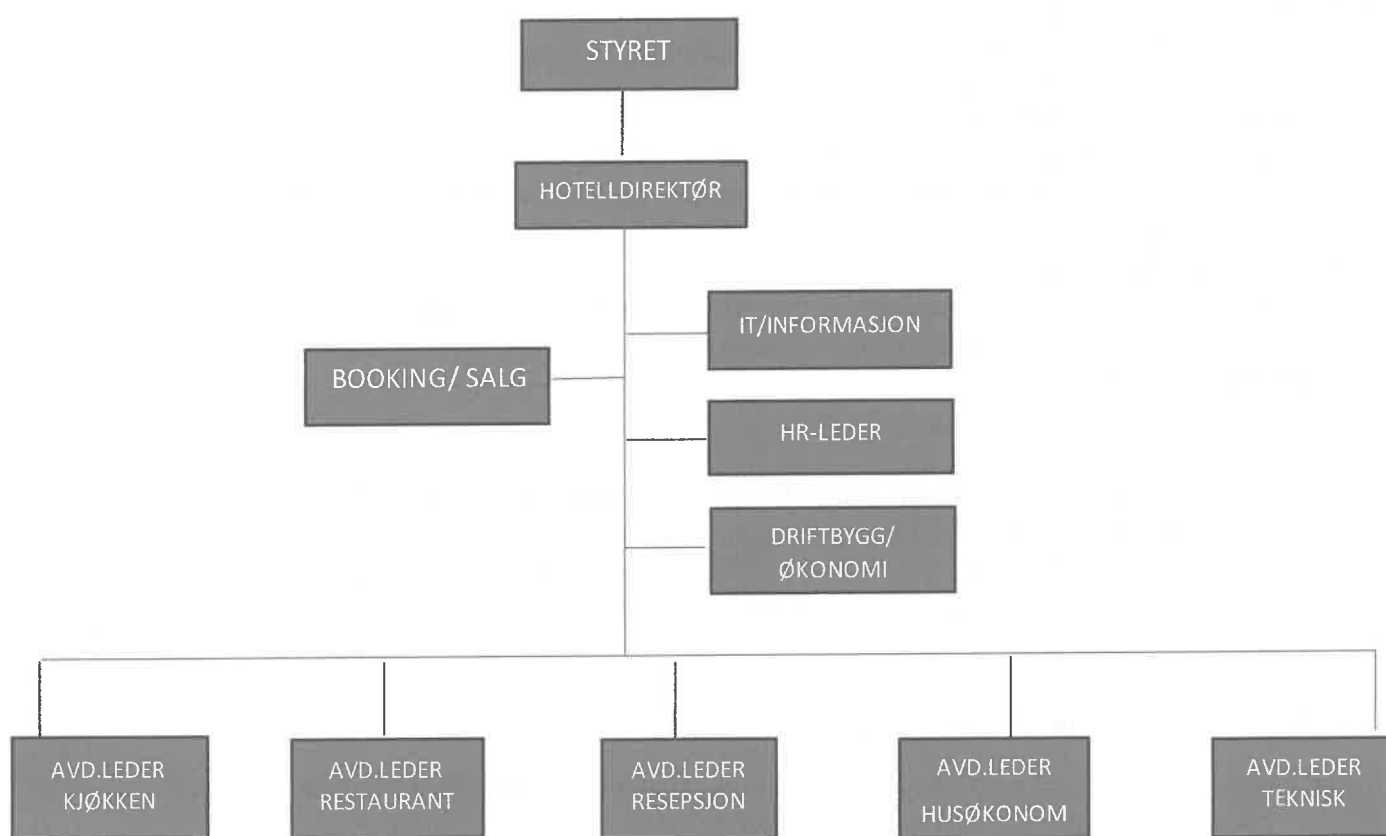 STYRET
HOTELLDIREKTØR
IT/INFORMASJON
BOOKING/ SALG
HR-LEDER
DRIFTBYGG/
ØKONOMI
AVD.LEDER
KJØKKEN
AVD.LEDER
RESTAURANT
AVD.LEDER
RESEPSJON
AVD.LEDER
HUSØKONOM
AVD.LEDER
TEKNISK